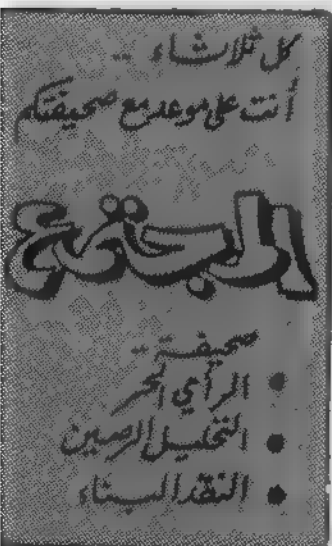 كل ثلاثاء ..
أنت على موعد مع صحيفتكم
المجتمع
صحيفة ..
• الرأي الحر
• التحليل الرصين
• النقد البناء